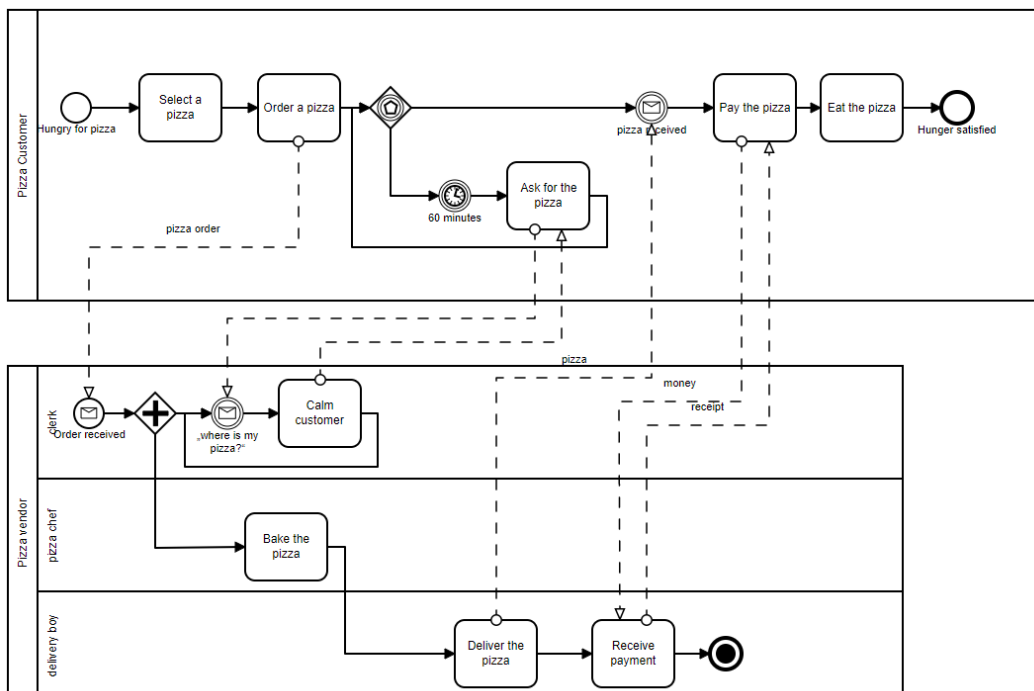 Pizza Customer
Hungry for pizza
Select a
pizza
Order a pizza
pizza received
Pay the pizza
Eat the pizza
Hunger satisfied
60 minutes
Ask for the
pizza
pizza order
pizza
money
receipt
Pizza vendor
clerk
Order received
„where is my
pizza?“
Calm
customer
pizza chef
Bake the
pizza
delivery boy
Deliver the
pizza
Receive
payment